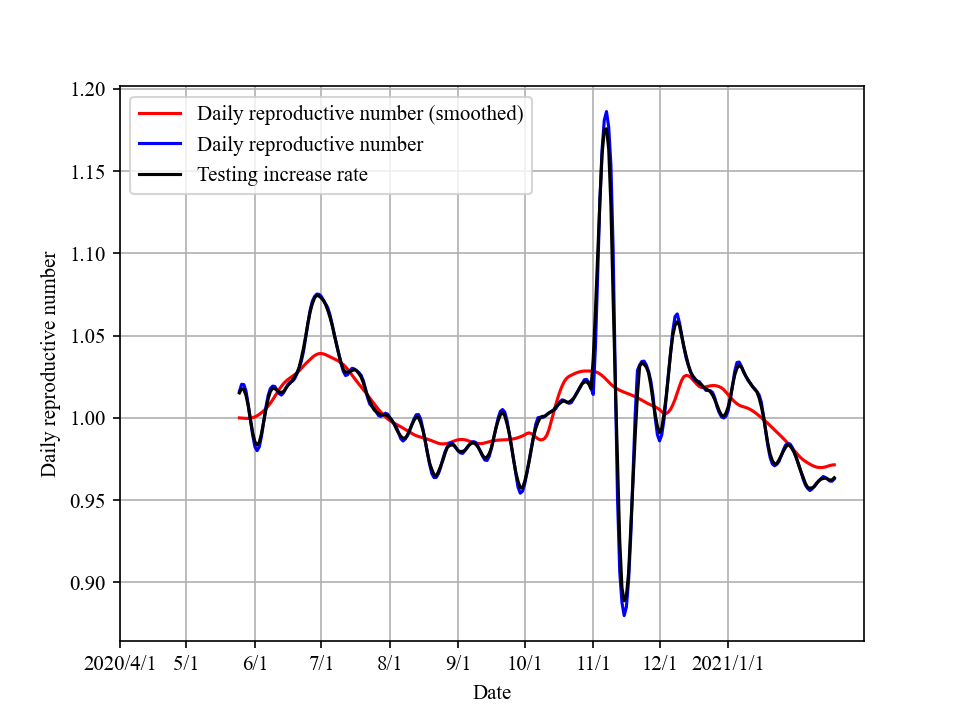 1.20
1.15
1.10
1.05
1.00
0.95
0.90
Daily reproductive number
Daily reproductive number (smoothed)
Daily reproductive number
Testing increase rate
2020/4/1 5/1 6/1 7/1 8/1 9/1 10/1 11/1 12/1 2021/1/1
Date